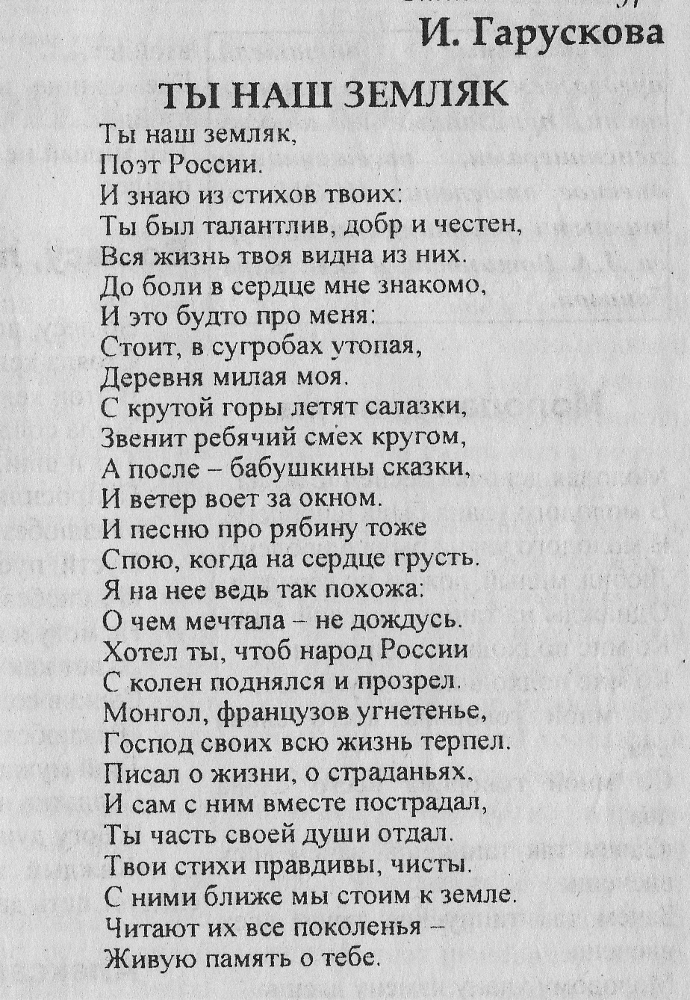 И. Гарускова
ТЫ НАШ ЗЕМЛЯК
Ты наш земляк,
Поэт России.
И знаю из стихов твоих:
Ты был талантлив, добр и честен,
Вся жизнь твоя видна из них.
До боли в сердце мне знакомо,
И это будто про меня:
Стоит, в сугробах утопая,
Деревня милая моя.
С крутой горы летят салазки,
Звенит ребячий смех кругом,
А после – бабушкины сказки,
И ветер воет за окном.
И песню про рябину тоже
Спою, когда на сердце грусть.
Я на нее ведь так похожа:
О чем мечтала – не дождусь.
Хотел ты, чтоб народ России
С колен поднялся и прозрел.
Монгол, французов угнетенье,
Господ своих всю жизнь терпел.
Писал о жизни, о страданьях,
И сам с ним вместе пострадал,
Ты часть своей души отдал.
Твои стихи правдивы, чисты.
С ними ближе мы стоим к земле.
Читают их все поколенья –
Живую память о тебе.